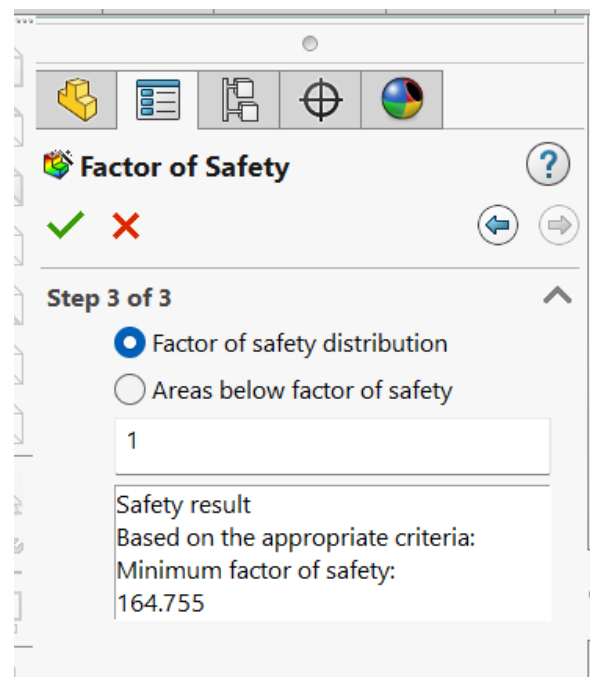 Factor of Safety
?
Step 3 of 3
Factor of safety distribution
Areas below factor of safety
1
Safety result
Based on the appropriate criteria:
Minimum factor of safety:
164.755